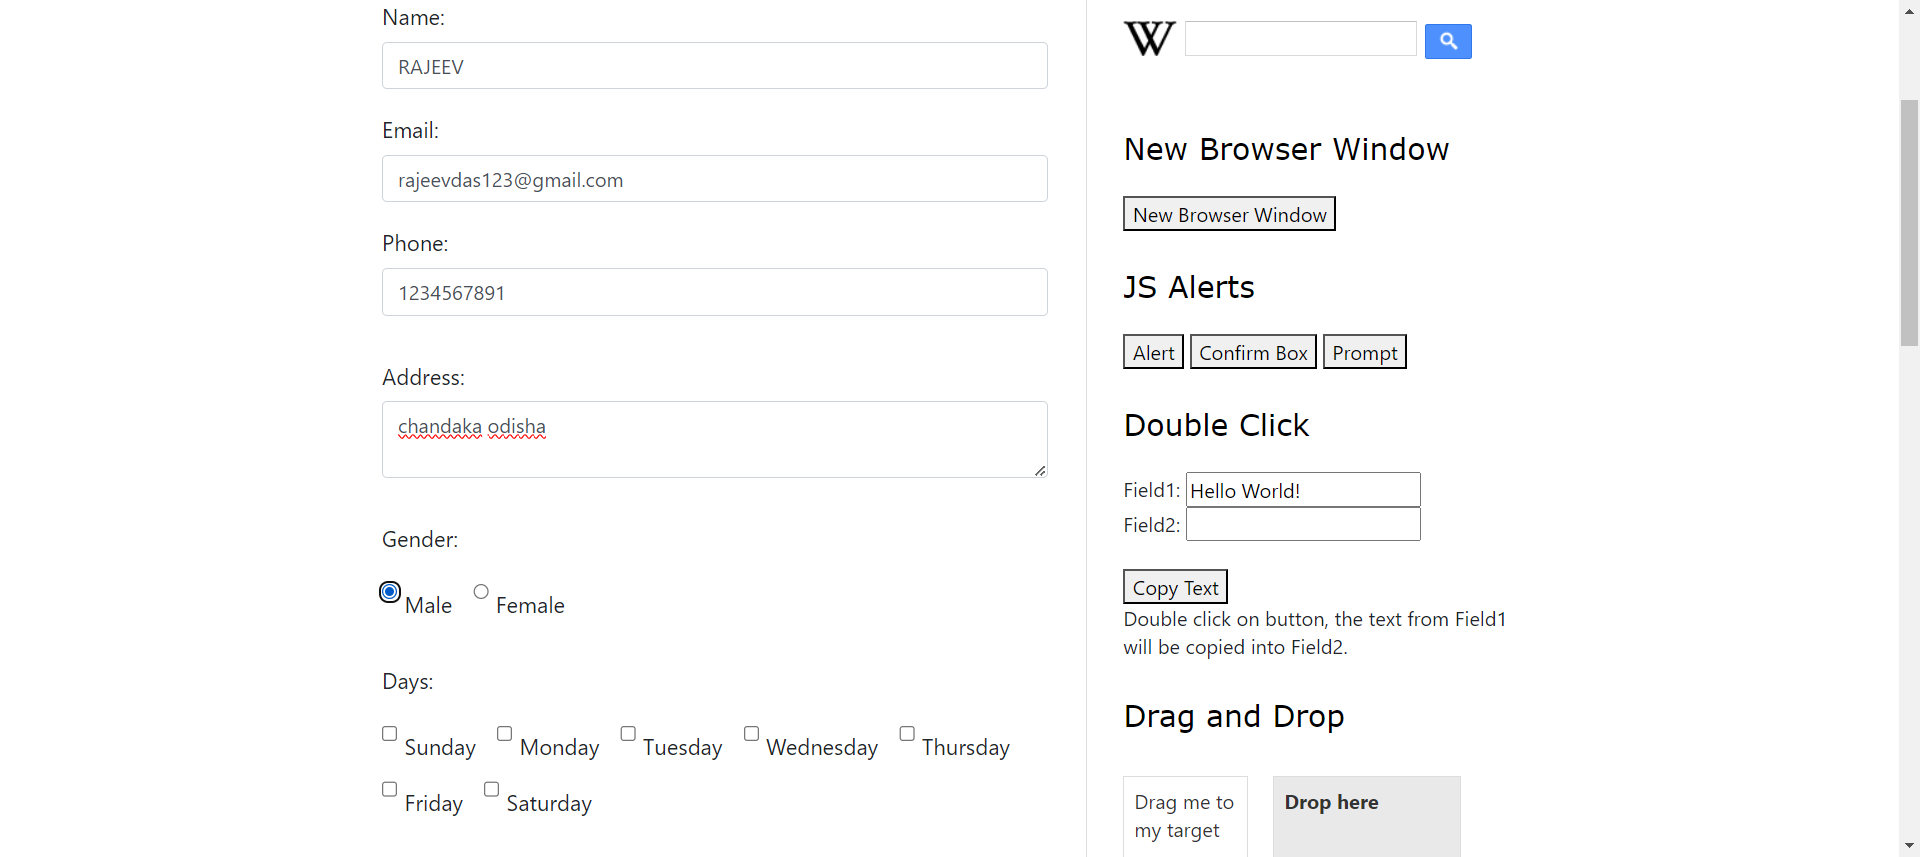 Name:
RAJEEV
Email:
rajeevdas123@gmail.com
Phone:
1234567891
Address:
chandaka odisha
Gender:
Male Female
Days:
Sunday Monday Tuesday Wednesday Thursday
Friday Saturday
W
New Browser Window
New Browser Window
JS Alerts
Alert Confirm Box Prompt
Double Click
Field1: Hello World!
Field2:
Copy Text
Double click on button, the text from Field1
will be copied into Field2.
Drag and Drop
Drag me to
my target
Drop here